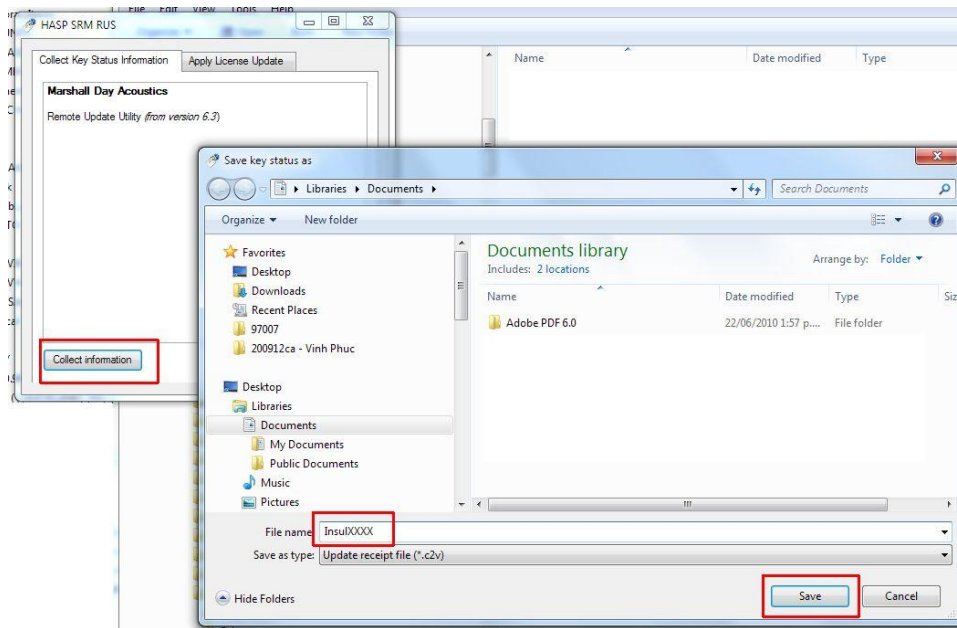 File Edit View Tools Help
HASP SRM RUS
Collect Key Status Information
Apply License Update
Marshall Day Acoustics
Remote Update Utility (from version 6.3)
Collect information
Name
Date modified
Type
Save key status as
Libraries
Documents
Search Documents
Organize
New folder
Favorites
Desktop
Downloads
Recent Places
97007
200912ca - Vinh Phuc
Desktop
Libraries
Documents
My Documents
Public Documents
Music
Pictures
Documents library
Includes: 2 locations
Arrange by: Folder
Name
Date modified
Type
Siz
Adobe PDF 6.0
22/06/2010 1:57 p....
File folder
File name:
InsulXXXX
Save as type:
Update receipt file (*.c2v)
Hide Folders
Save
Cancel